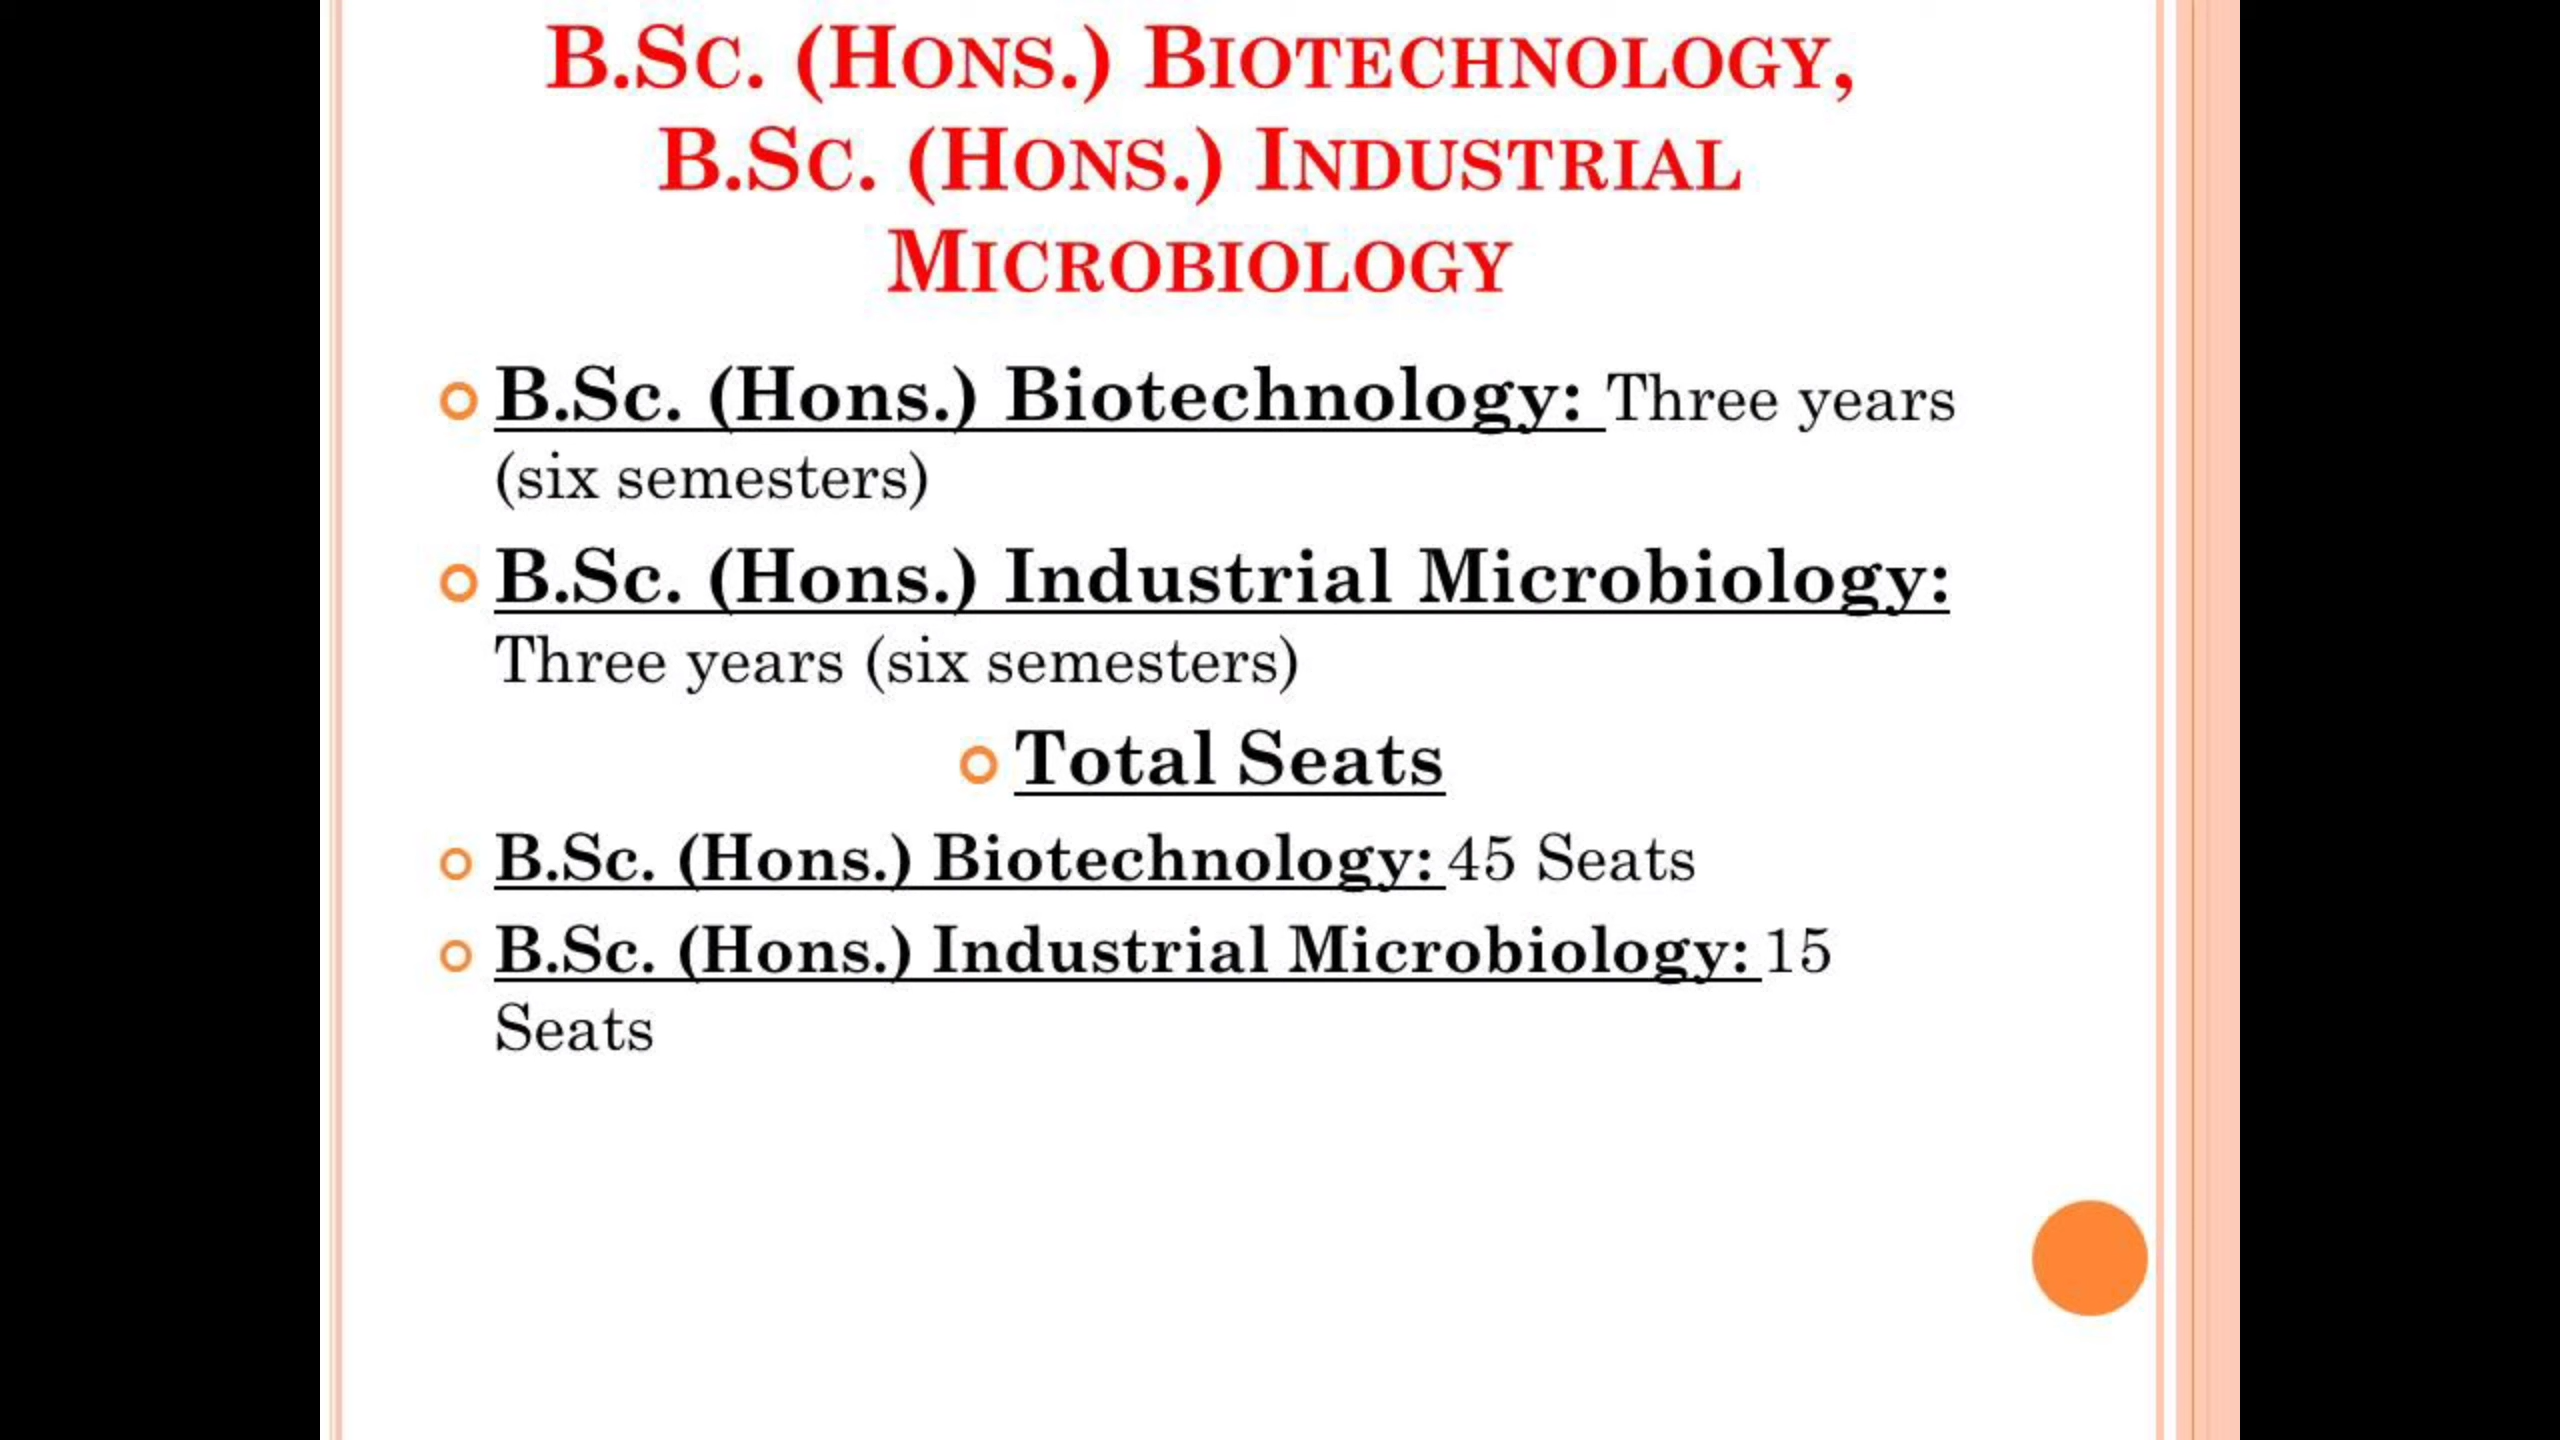 B.SC. (HONS.) BIOTECHNOLOGY,
B.SC. (HONS.) INDUSTRIAL
MICROBIOLOGY
B.Sc. (Hons.) Biotechnology: Three years
(six semesters)
B.Sc. (Hons.) Industrial Microbiology:
Three years (six semesters)
Total Seats
B.Sc. (Hons.) Biotechnology: 45 Seats
B.Sc. (Hons.) Industrial Microbiology: 15
Seats